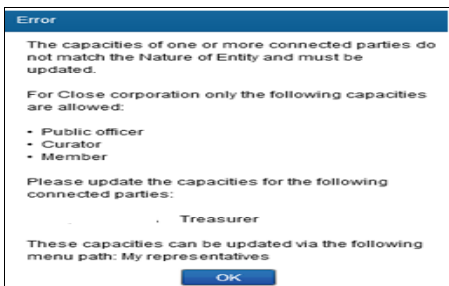 Error
The capacities of one or more connected parties do
not match the Nature of Entity and must be
updated.
For Close corporation only the following capacities
are allowed:
• Public officer
• Curator
• Member
Please update the capacities for the following
connected parties:
, Treasurer
These capacities can be updated via the following
menu path: My representatives
OK